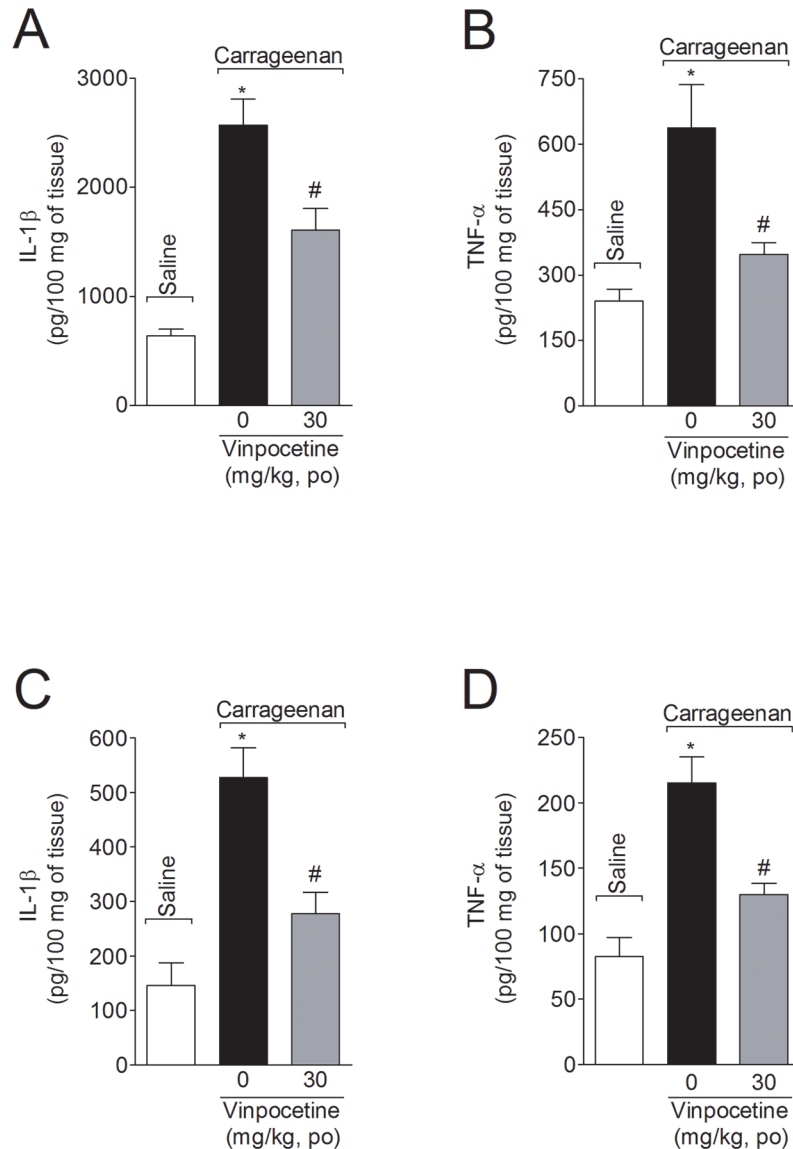 A
Carrageenan
3000
2000
1000
0
IL-1β
(pg/100 mg of tissue)
Saline
*
#
0 30
Vinpocetine
(mg/kg, po)
B
Carrageenan
750
600
450
300
150
0
TNF-α
(pg/100 mg of tissue)
Saline
*
#
0 30
Vinpocetine
(mg/kg, po)
C
Carrageenan
600
500
400
300
200
100
0
IL-1β
(pg/100 mg of tissue)
Saline
*
#
0 30
Vinpocetine
(mg/kg, po)
D
Carrageenan
250
200
150
100
50
0
TNF-α
(pg/100 mg of tissue)
Saline
*
#
0 30
Vinpocetine
(mg/kg, po)